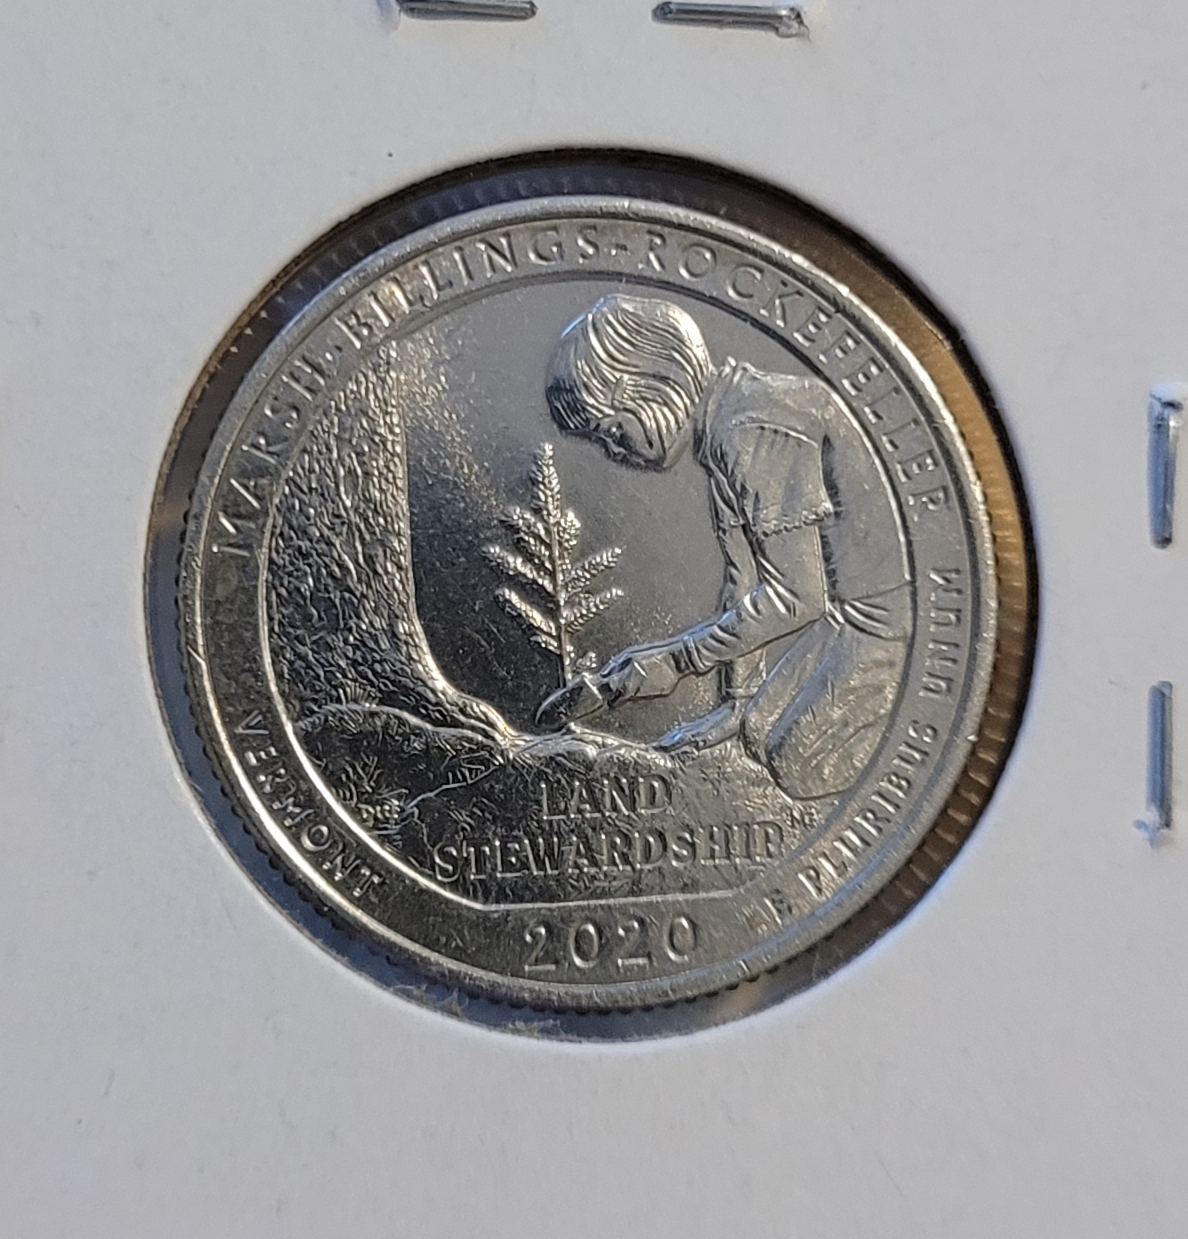 MARSH-BILLINGS-ROCKEFELLER
VERMONT
LAND
STEWARDSHIP
2020
E PLURIBUS UNUM